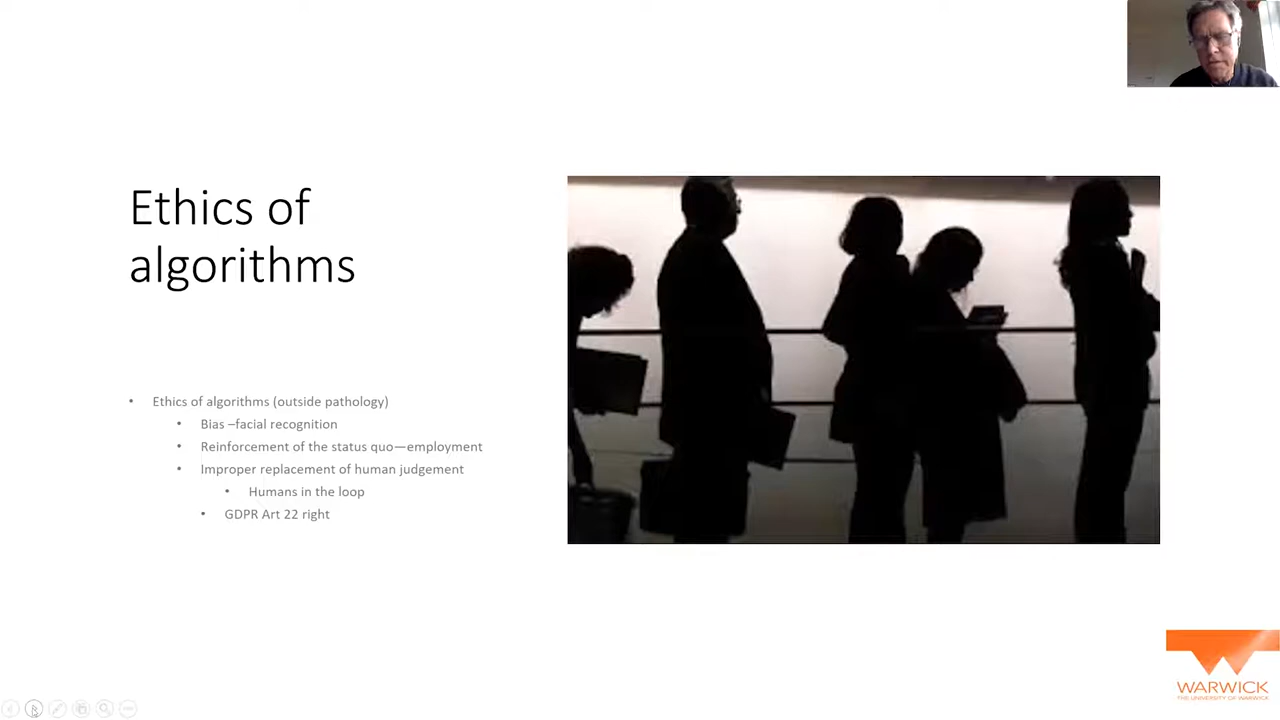 Ethics of
algorithms
• Ethics of algorithms (outside pathology)
• Bias –facial recognition
• Reinforcement of the status quo—employment
• Improper replacement of human judgement
• Humans in the loop
• GDPR Art 22 right
WARWICK
THE UNIVERSITY OF WARWICK